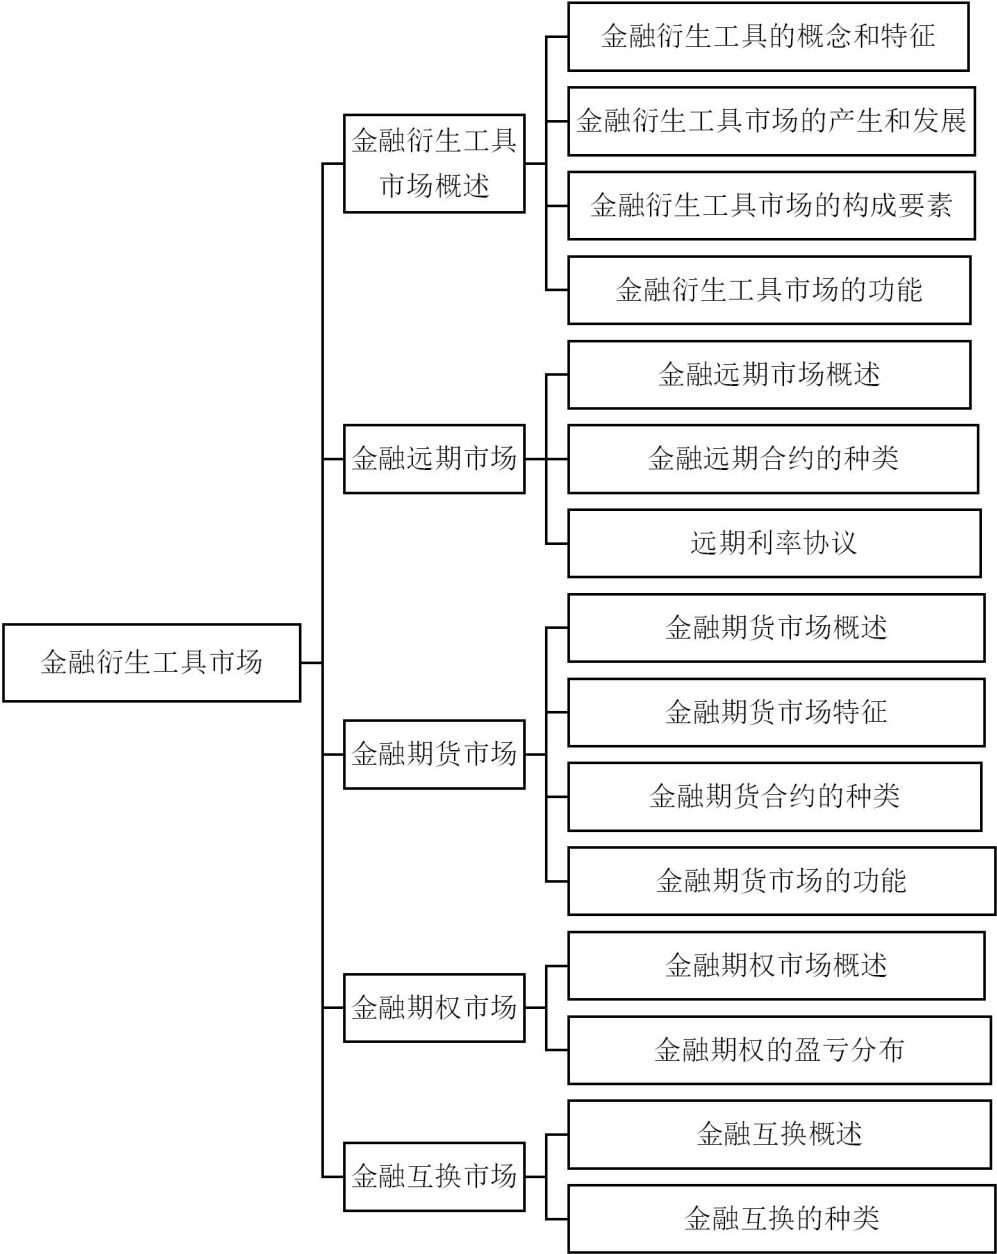 金融衍生工具市场
金融衍生工具
市场概述
金融衍生工具的概念和特征
金融衍生工具市场的产生和发展
金融衍生工具市场的构成要素
金融衍生工具市场的功能
金融远期市场
金融远期市场概述
金融远期合约的种类
远期利率协议
金融期货市场
金融期货市场概述
金融期货市场特征
金融期货合约的种类
金融期货市场的功能
金融期权市场
金融期权市场概述
金融期权的盈亏分布
金融互换市场
金融互换概述
金融互换的种类